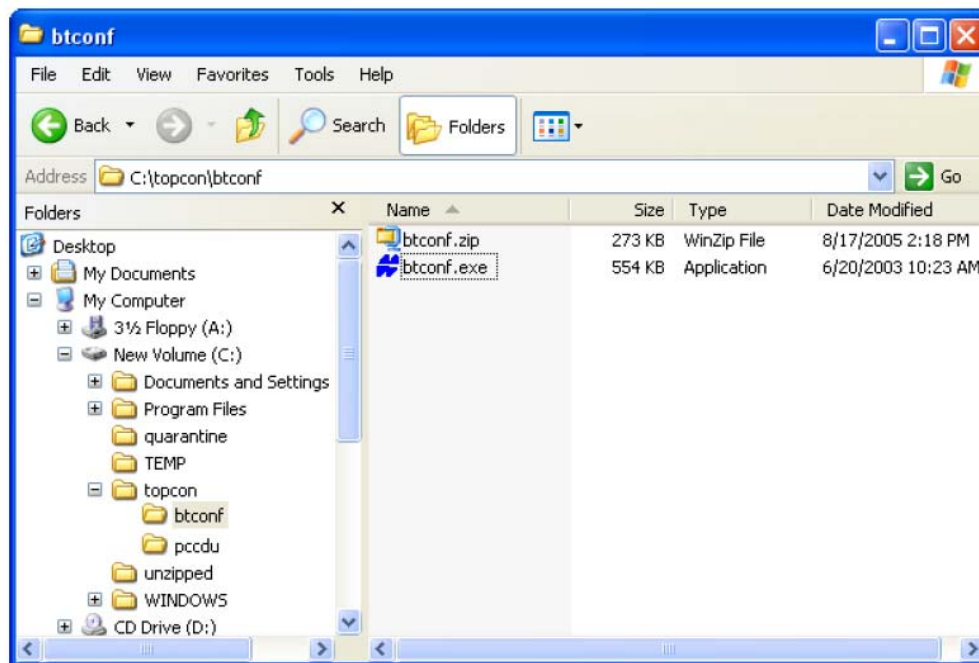 btconf
File Edit View Favorites Tools Help
Back Search Folders
Address C:\topcon\btconf Go
Folders
Name Size Type Date Modified
Desktop
My Documents
My Computer
3½ Floppy (A:)
New Volume (C:)
Documents and Settings
Program Files
quarantine
TEMP
topcon
btconf
pccdu
unzipped
WINDOWS
CD Drive (D:)
btconf.zip 273 KB WinZip File 8/17/2005 2:18 PM
btconf.exe 554 KB Application 6/20/2003 10:23 AM